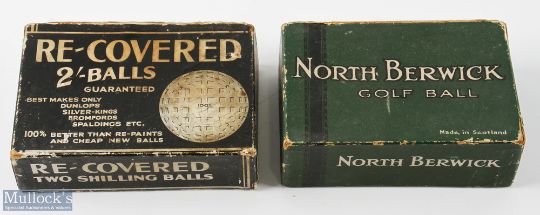 RE-COVERED
2/-BALLS
GUARANTEED
BEST MAKES ONLY
DUNLOPS
SILVER-KINGS
BROMFORDS
SPALDINGS ETC.
100% BETTER THAN RE-PAINTS
AND CHEAP NEW BALLS
RE-COVERED
TWO SHILLING BALLS
NORTH BERWICK
GOLF BALL
Made in Scotland
NORTH BERWICK
Mullock's